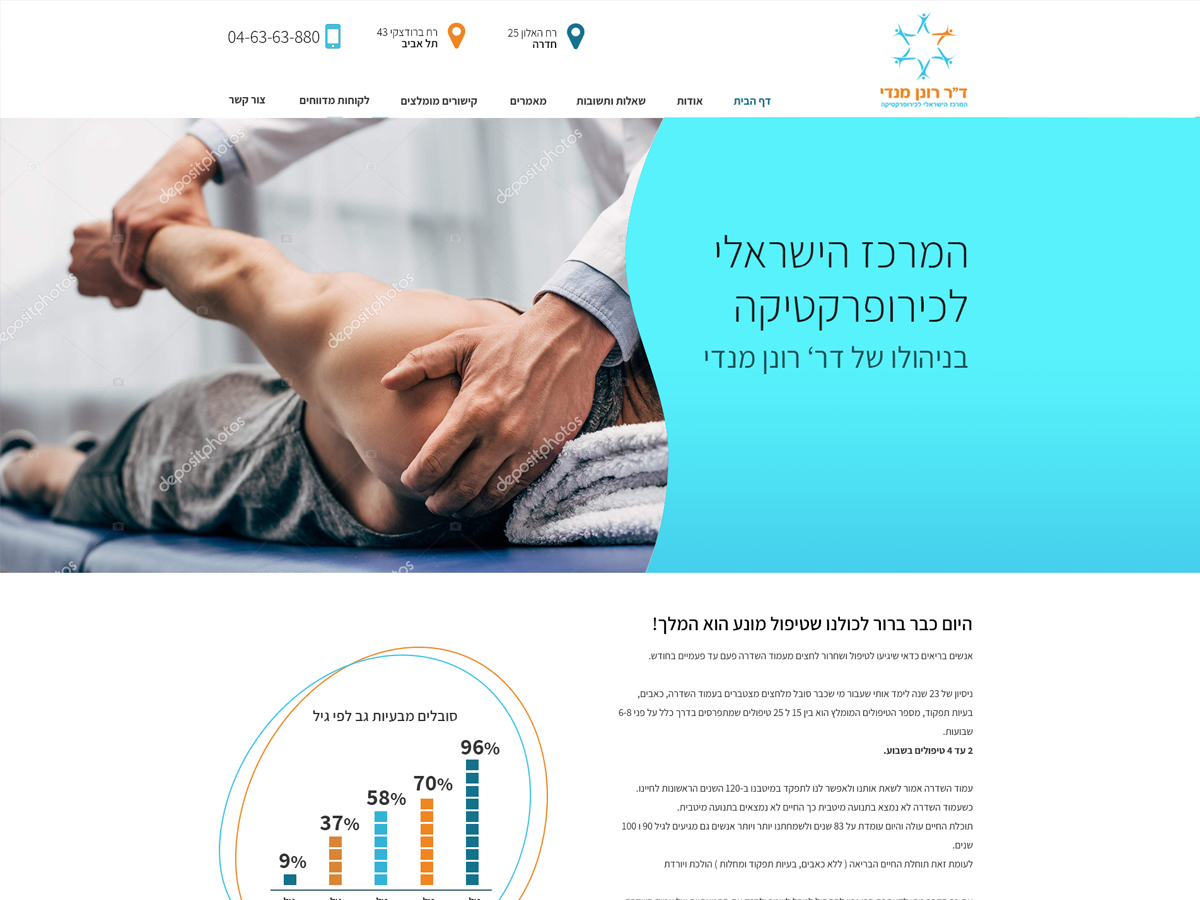 ד"ר רונן מנדי
המרכז הישראלי לכירופרקטיקה
רח האלון 25
חדרה
רח ברודצקי 43
תל אביב
04-63-63-880
דף הבית
אודות
שאלות ותשובות
מאמרים
קישורים מומלצים
לקוחות מדווחים
צור קשר
המרכז הישראלי
לכירופרקטיקה
בניהולו של דר' רונן מנדי
depositphotos
depositphotos
depositphotos
depositphotos
depositphotos
depositphotos
היום כבר ברור לכולנו שטיפול מונע הוא המלך!
אנשים בריאים כדאי שיגיעו לטיפול ושחרור לחצים מעמוד השדרה פעם עד פעמיים בחודש.
ניסיון של 23 שנה לימד אותי שעבור מי שכבר סובל מלחצים מצטברים בעמוד השדרה, כאבים,
בעיות תפקוד, מספר הטיפולים המומלץ הוא בין 15 ל 25 טיפולים שמתפרסים בדרך כלל על פני 6-8
שבועות.
2 עד 4 טיפולים בשבוע.
עמוד השדרה אמור לשאת אותנו ולאפשר לנו לתפקד במיטבנו ב-120 השנים הראשונות לחיינו.
כשעמוד השדרה לא נמצא בתנועה מיטבית כך החיים לא נמצאים בתנועה מיטבית.
תוכלת החיים עולה והיום עומדת על 83 שנים ולשמחתנו יותר ויותר אנשים גם מגיעים לגיל 90 ו 100
שנים.
לעומת זאת תוחלת החיים הבריאה ( ללא כאבים, בעיות תפקוד ומחלות ) הולכת ויורדת
סובלים מבעיות גב לפי גיל
96%
70%
58%
37%
9%